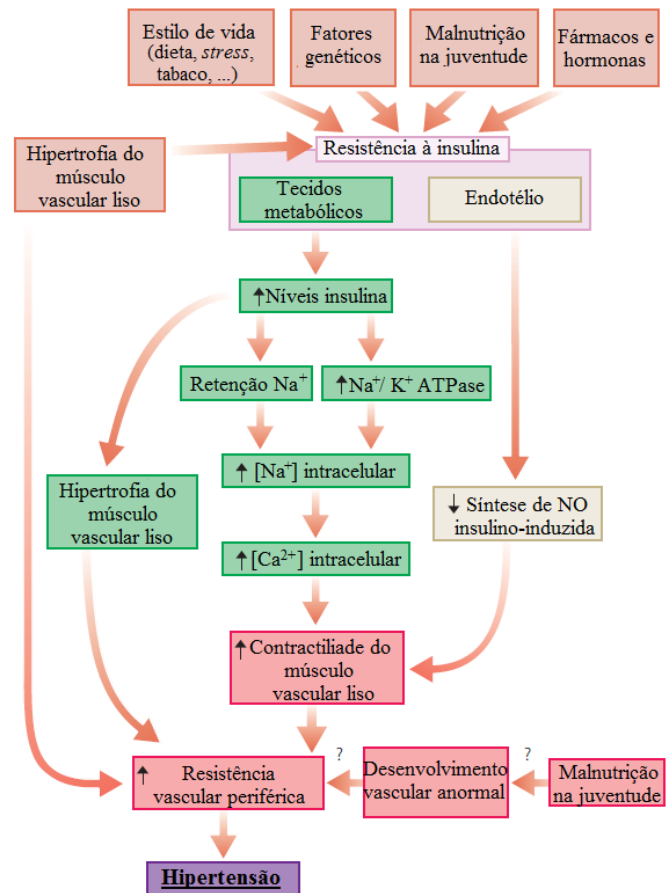 Estilo de vida
(dieta, stress,
tabaco, ...)
Fatores
genéticos
Malnutrição
na juventude
Fármacos e
hormonas
Hipertrofia do
músculo
vascular liso
Resistência à insulina
Tecidos
metabólicos
Endotélio
↑Níveis insulina
Retenção Na⁺
↑Na⁺/ K⁺ ATPase
↑ [Na⁺] intracelular
Hipertrofia do
músculo
vascular liso
↓ Síntese de NO
insulino-induzida
↑[Ca²⁺] intracelular
↑Contractiliade do
músculo
vascular liso
?
?
↑ Resistência
vascular periférica
Desenvolvimento
vascular anormal
Malnutrição
na juventude
Hipertensão